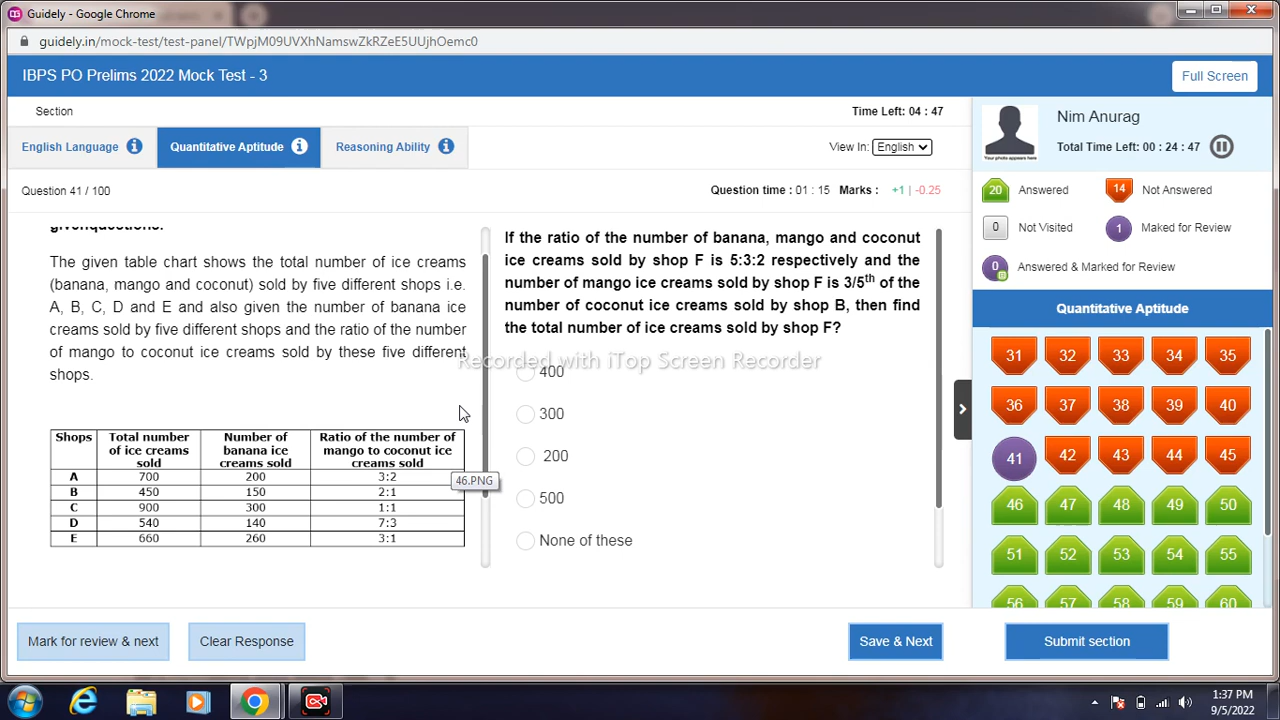 Guidely - Google Chrome
guidely.in/mock-test/test-panel/TWpjM09UVXhNamswZkRZeE5UUjhOemc0
IBPS PO Prelims 2022 Mock Test - 3
Full Screen
Section
Time Left: 04 : 47
English Language
Quantitative Aptitude
Reasoning Ability
View In: English
Question 41 / 100
Question time : 01 : 15 Marks : +1 | -0.25
Nim Anurag
Your photo appears here
Total Time Left: 00 : 24 : 47
20 Answered
14 Not Answered
0 Not Visited
1 Maked for Review
0 Answered & Marked for Review
Quantitative Aptitude
31 32 33 34 35
36 37 38 39 40
41 42 43 44 45
46 47 48 49 50
51 52 53 54 55
56 57 58 59 60
Submit section
givenquestions.
The given table chart shows the total number of ice creams
(banana, mango and coconut) sold by five different shops i.e.
A, B, C, D and E and also given the number of banana ice
creams sold by five different shops and the ratio of the number
of mango to coconut ice creams sold by these five different
shops.
Shops Total number of ice creams sold Number of banana ice creams sold Ratio of the number of mango to coconut ice creams sold
A 700 200 3:2
B 450 150 2:1
C 900 300 1:1
D 540 140 7:3
E 660 260 3:1
46.PNG
If the ratio of the number of banana, mango and coconut
ice creams sold by shop F is 5:3:2 respectively and the
number of mango ice creams sold by shop F is 3/5th of the
number of coconut ice creams sold by shop B, then find
the total number of ice creams sold by shop F?
Recorded with iTop Screen Recorder
400
300
200
500
None of these
Mark for review & next
Clear Response
Save & Next
1:37 PM
9/5/2022